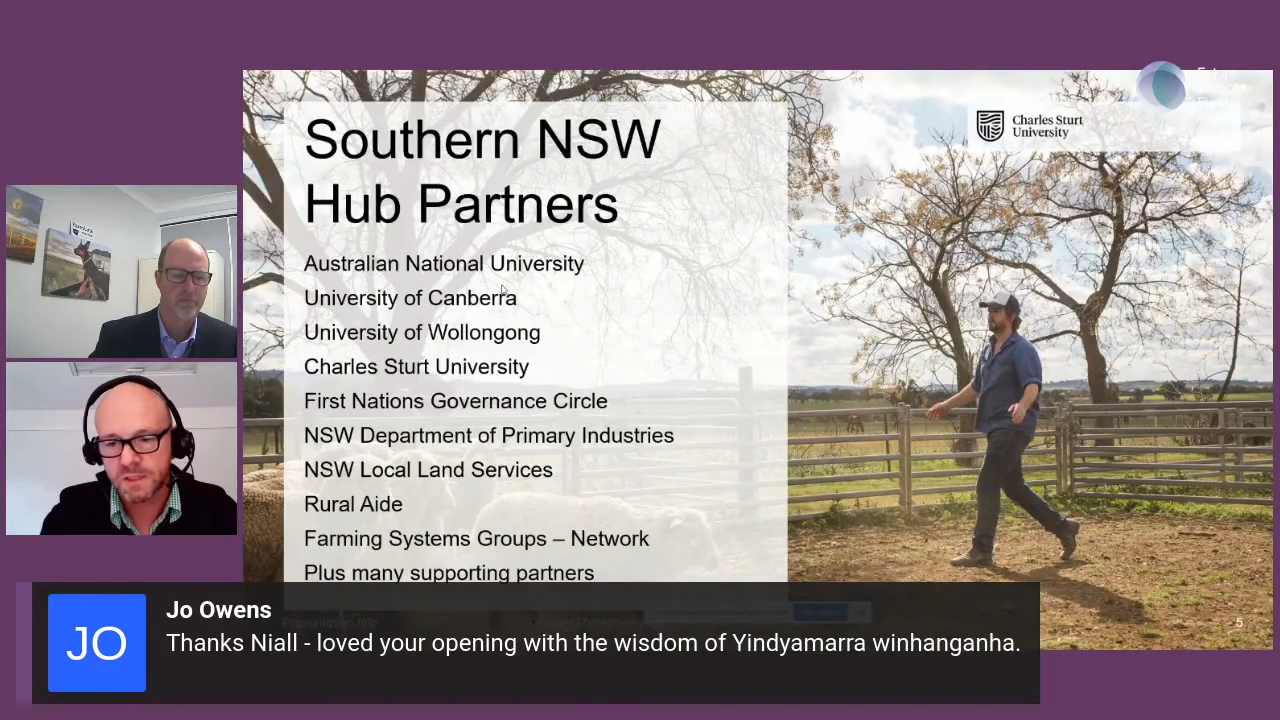 Southern NSW
Hub Partners
Charles Sturt
University
Australian National University
University of Canberra
University of Wollongong
Charles Sturt University
First Nations Governance Circle
NSW Department of Primary Industries
NSW Local Land Services
Rural Aide
Farming Systems Groups – Network
Plus many supporting partners
Presentation title
5
JO
Jo Owens
Thanks Niall - loved your opening with the wisdom of Yindyamarra winhanganha.